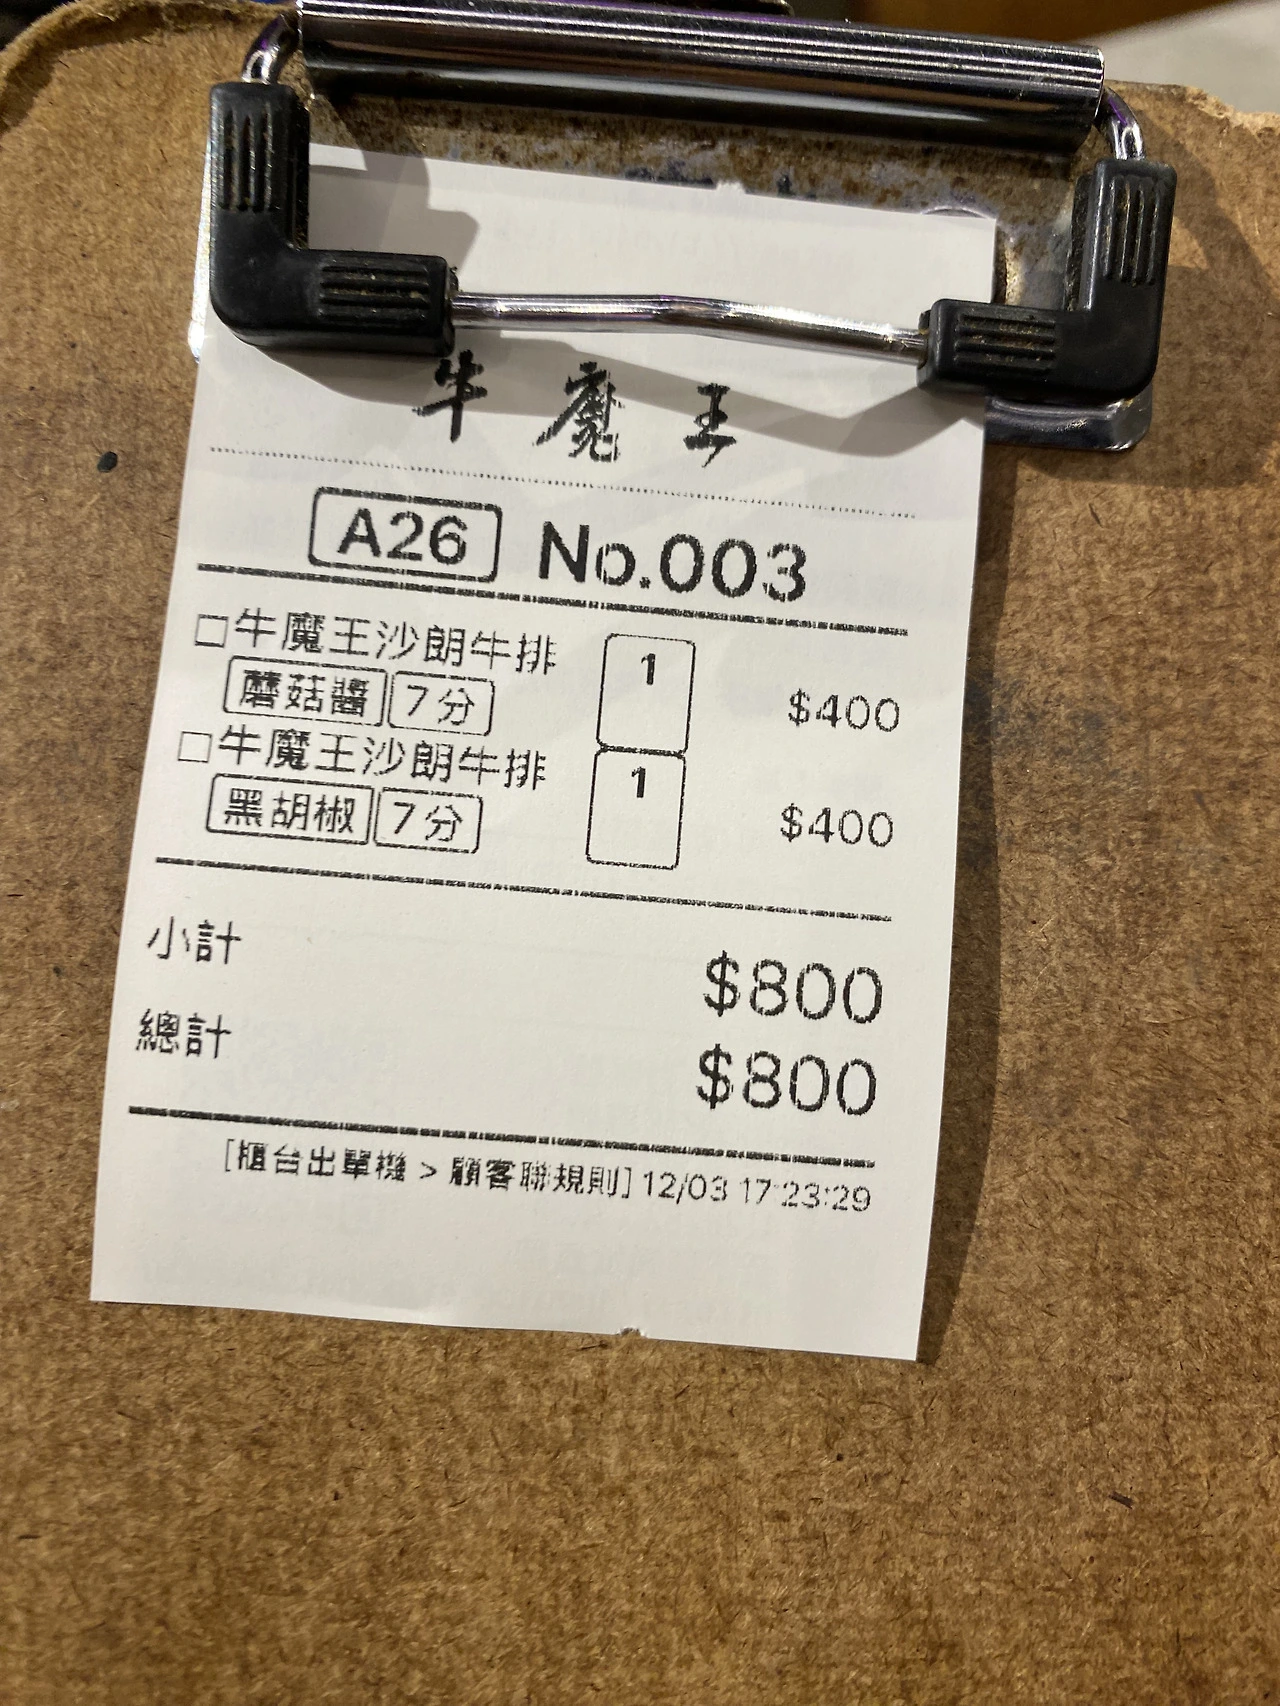 牛魔王
A26 No.003
□牛魔王沙朗牛排 1 $400
蘑菇醬 7分
□牛魔王沙朗牛排 1 $400
黑胡椒 7分
小計 $800
總計 $800
[櫃台出單機 > 顧客聯規則] 12/03 17:23:29